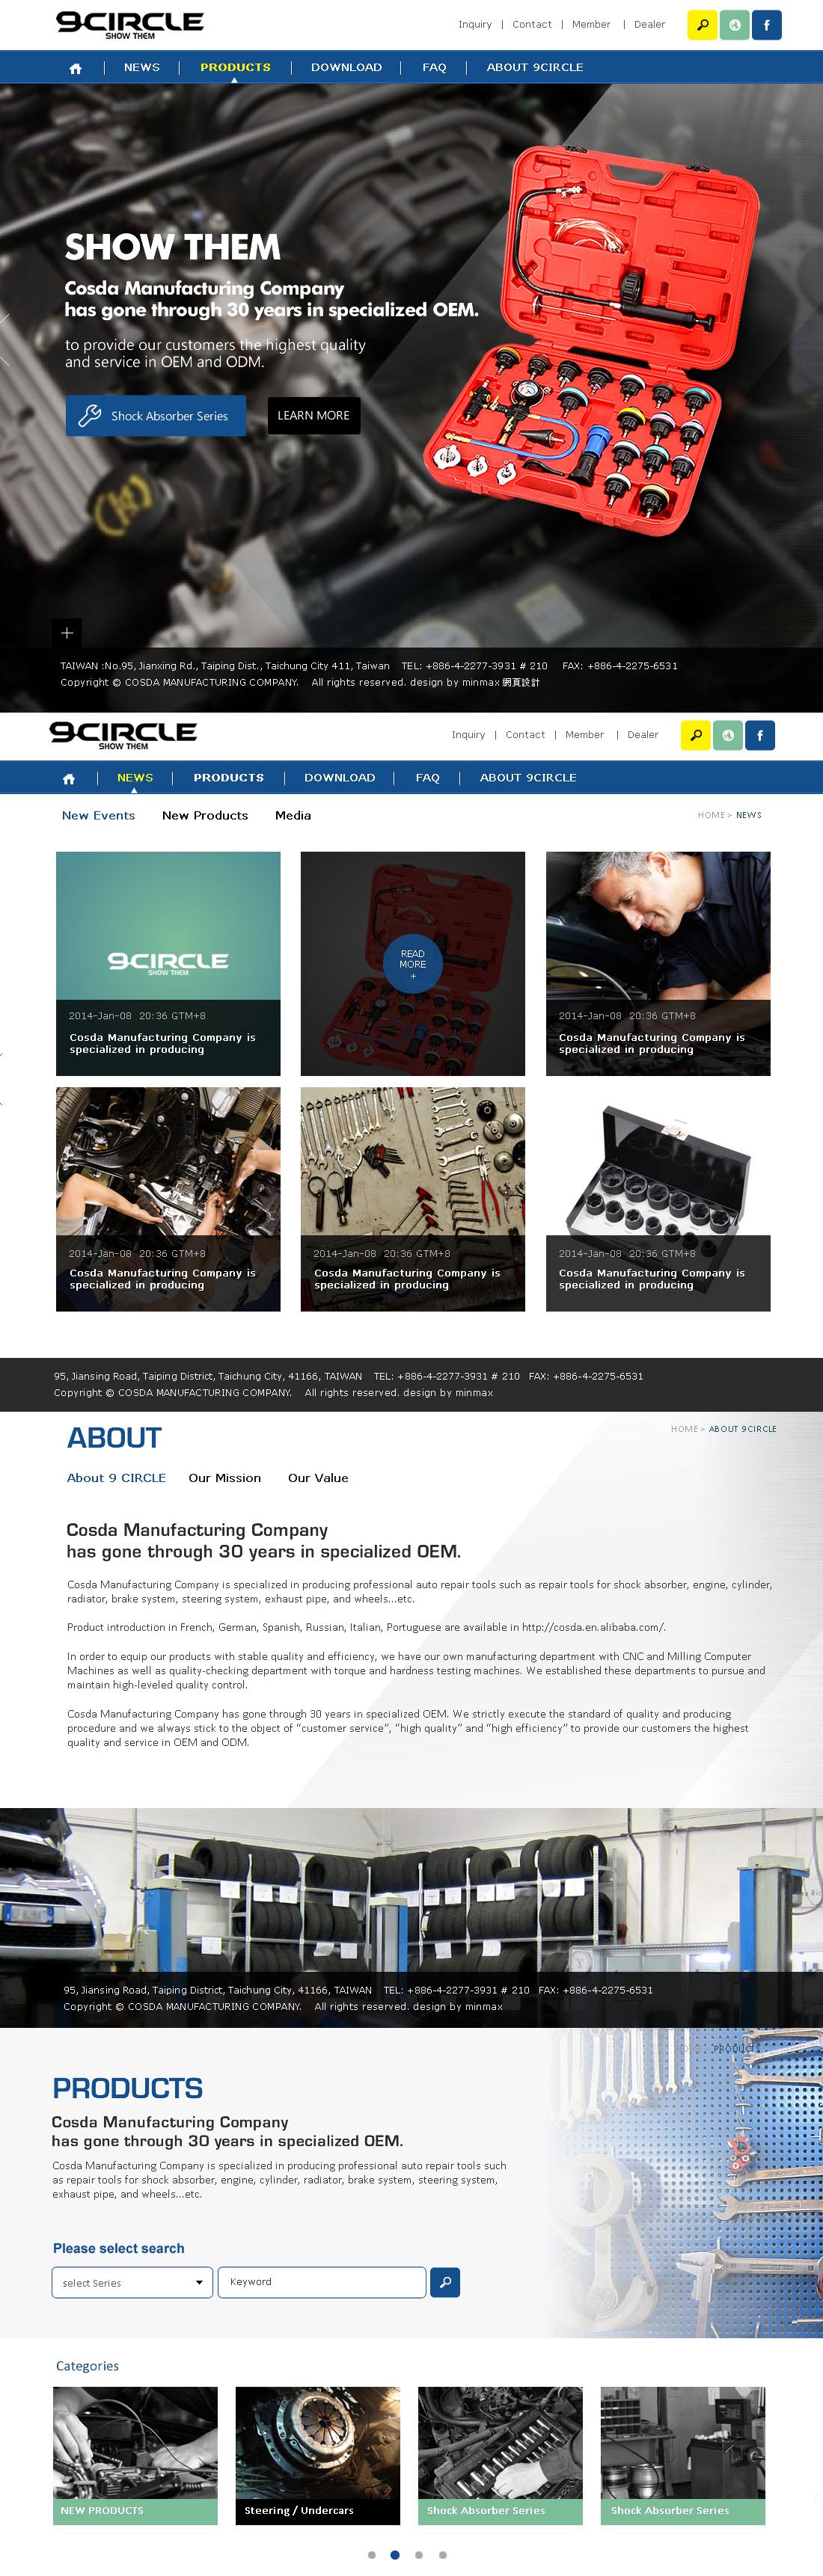 9CIRCLE
SHOW THEM
Inquiry | Contact | Member | Dealer
f
NEWS | PRODUCTS | DOWNLOAD | FAQ | ABOUT 9CIRCLE
SHOW THEM
Cosda Manufacturing Company
has gone through 30 years in specialized OEM.
to provide our customers the highest quality
and service in OEM and ODM.
Shock Absorber Series
LEARN MORE
+
TAIWAN :No.95, Jianxing Rd., Taiping Dist., Taichung City 411, Taiwan TEL: +886-4-2277-3931 # 210 FAX: +886-4-2275-6531
Copyright © COSDA MANUFACTURING COMPANY. All rights reserved. design by minmax 網頁設計
9CIRCLE
SHOW THEM
Inquiry | Contact | Member | Dealer
f
NEWS | PRODUCTS | DOWNLOAD | FAQ | ABOUT 9CIRCLE
New Events New Products Media
HOME > NEWS
9CIRCLE
SHOW THEM
2014-Jan-08 20:36 GTM+8
Cosda Manufacturing Company is
specialized in producing
READ
MORE
+
2014-Jan-08 20:36 GTM+8
Cosda Manufacturing Company is
specialized in producing
2014-Jan-08 20:36 GTM+8
Cosda Manufacturing Company is
specialized in producing
2014-Jan-08 20:36 GTM+8
Cosda Manufacturing Company is
specialized in producing
2014-Jan-08 20:36 GTM+8
Cosda Manufacturing Company is
specialized in producing
95, Jiansing Road, Taiping District, Taichung City, 41166, TAIWAN TEL: +886-4-2277-3931 # 210 FAX: +886-4-2275-6531
Copyright © COSDA MANUFACTURING COMPANY. All rights reserved. design by minmax
ABOUT
HOME > ABOUT 9CIRCLE
About 9 CIRCLE Our Mission Our Value
Cosda Manufacturing Company
has gone through 30 years in specialized OEM.
Cosda Manufacturing Company is specialized in producing professional auto repair tools such as repair tools for shock absorber, engine, cylinder,
radiator, brake system, steering system, exhaust pipe, and wheels...etc.
Product introduction in French, German, Spanish, Russian, Italian, Portuguese are available in http://cosda.en.alibaba.com/.
In order to equip our products with stable quality and efficiency, we have our own manufacturing department with CNC and Milling Computer
Machines as well as quality-checking department with torque and hardness testing machines. We established these departments to pursue and
maintain high-leveled quality control.
Cosda Manufacturing Company has gone through 30 years in specialized OEM. We strictly execute the standard of quality and producing
procedure and we always stick to the object of “customer service”, “high quality” and “high efficiency” to provide our customers the highest
quality and service in OEM and ODM.
95, Jiansing Road, Taiping District, Taichung City, 41166, TAIWAN TEL: +886-4-2277-3931 # 210 FAX: +886-4-2275-6531
Copyright © COSDA MANUFACTURING COMPANY. All rights reserved. design by minmax
PRODUCTS
PRODUCTS
Cosda Manufacturing Company
has gone through 30 years in specialized OEM.
Cosda Manufacturing Company is specialized in producing professional auto repair tools such
as repair tools for shock absorber, engine, cylinder, radiator, brake system, steering system,
exhaust pipe, and wheels...etc.
Please select search
select Series
Keyword
Categories
NEW PRODUCTS
Steering / Undercars
Shock Absorber Series
Shock Absorber Series